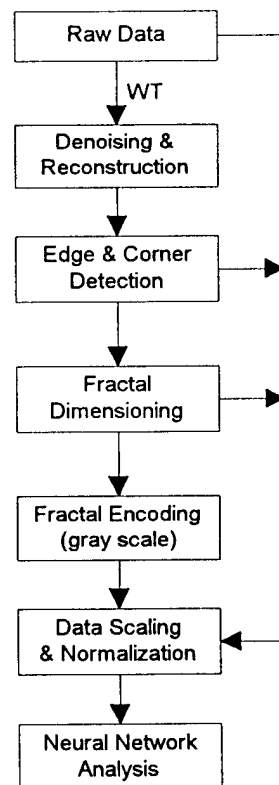 Raw Data
WT
Denoising &
Reconstruction
Edge & Corner
Detection
Fractal
Dimensioning
Fractal Encoding
(gray scale)
Data Scaling
& Normalization
Neural Network
Analysis